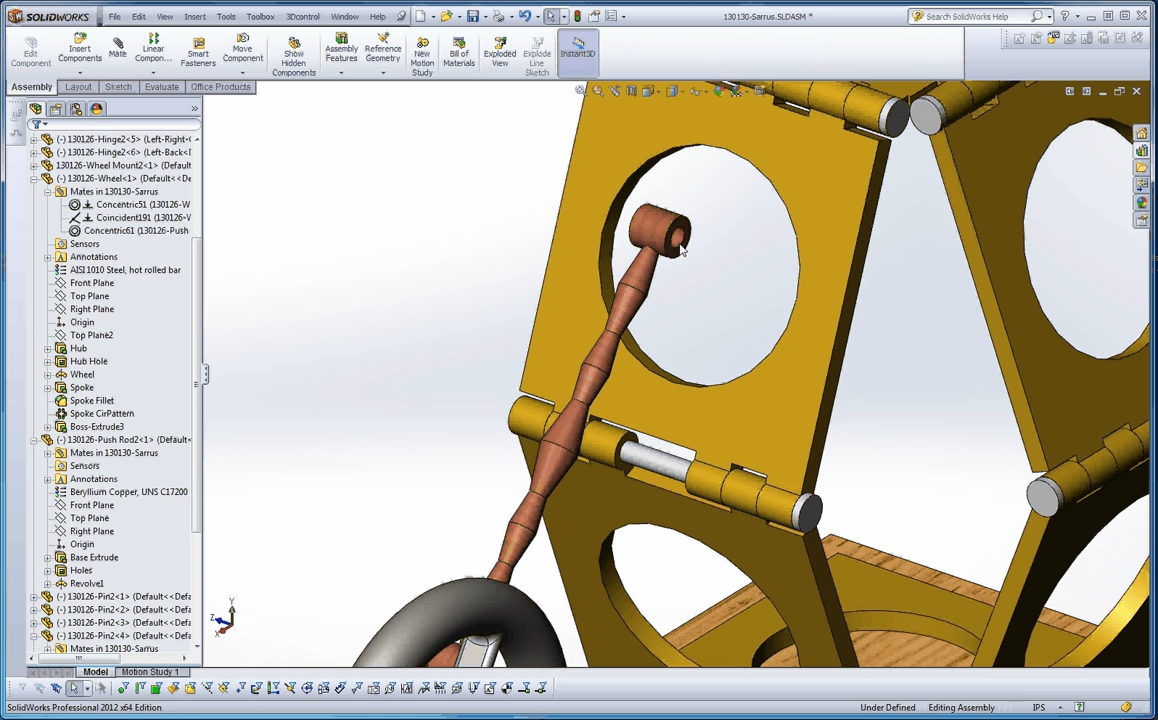 SOLIDWORKS File Edit View Insert Tools Toolbox 3Dcontrol Window Help 130130-Sarrus.SLDASM * Search SolidWorks Help
Edit Component
Insert Components
Mate
Linear Compon...
Smart Fasteners
Move Component
Show Hidden Components
Assembly Features
Reference Geometry
New Motion Study
Bill of Materials
Exploded View
Explode Line Sketch
Instant3D
Assembly Layout Sketch Evaluate Office Products
(-) 130126-Hinge2<5> (Left-Right-
(-) 130126-Hinge2<6> (Left-Back<
130126-Wheel Mount2<1> (Default
(-) 130126-Wheel<1> (Default<<De
Mates in 130130-Sarrus
Concentric51 (130126-W
Coincident191 (130126-W
Concentric61 (130126-Push
Sensors
Annotations
AISI 1010 Steel, hot rolled bar
Front Plane
Top Plane
Right Plane
Origin
Top Plane2
Hub
Hub Hole
Wheel
Spoke
Spoke Fillet
Spoke CirPattern
Boss-Extrude3
(-) 130126-Push Rod2<1> (Default<
Mates in 130130-Sarrus
Sensors
Annotations
Beryllium Copper, UNS C17200
Front Plane
Top Plane
Right Plane
Origin
Base Extrude
Holes
Revolve1
(-) 130126-Pin2<1> (Default<<Defa
(-) 130126-Pin2<2> (Default<<Defa
(-) 130126-Pin2<3> (Default<<Defa
(-) 130126-Pin2<4> (Default<<Defa
Mates in 130130-Sarrus
Y
Z
X
Model Motion Study 1
SolidWorks Professional 2012 x64 Edition Under Defined Editing Assembly IPS